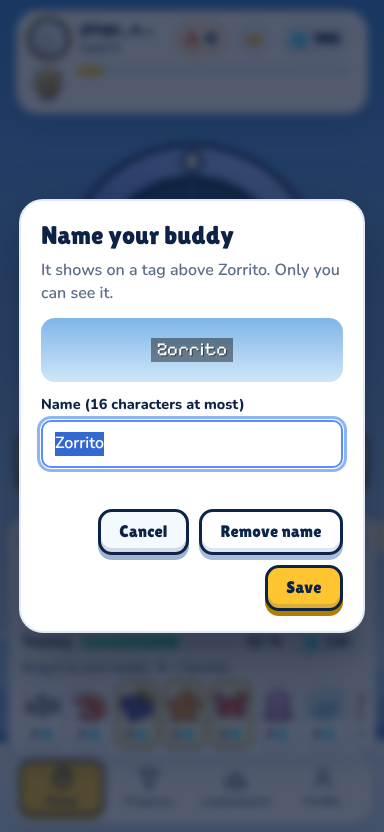 Name your buddy
It shows on a tag above Zorrito. Only you
can see it.
Zorrito
Name (16 characters at most)
Zorrito
Cancel
Remove name
Save